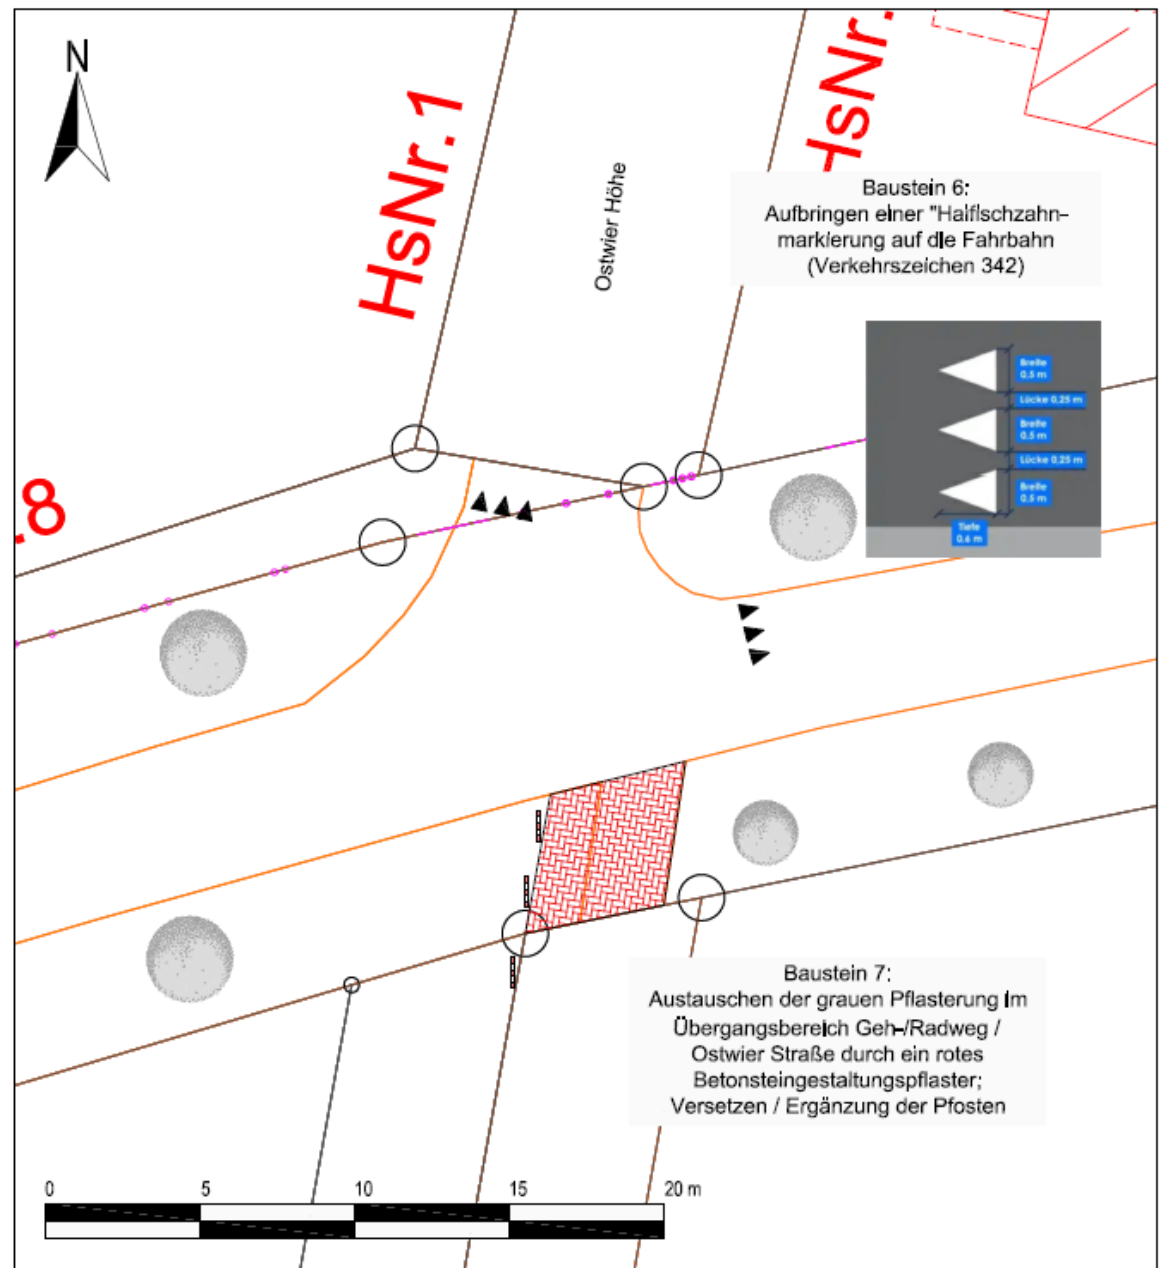 N
HsNr.1
HsNr.
Ostwier Höhe
Baustein 6:
Aufbringen einer "Haifischzahn-
markierung auf die Fahrbahn
(Verkehrszeichen 342)
Breite
0,5 m
Lücke 0,25 m
Breite
0,5 m
Lücke 0,25 m
Breite
0,5 m
Tiefe
0,6 m
.8
Baustein 7:
Austauschen der grauen Pflasterung im
Übergangsbereich Geh-/Radweg /
Ostwier Straße durch ein rotes
Betonsteingestaltungspflaster;
Versetzen / Ergänzung der Pfosten
0 5 10 15 20 m